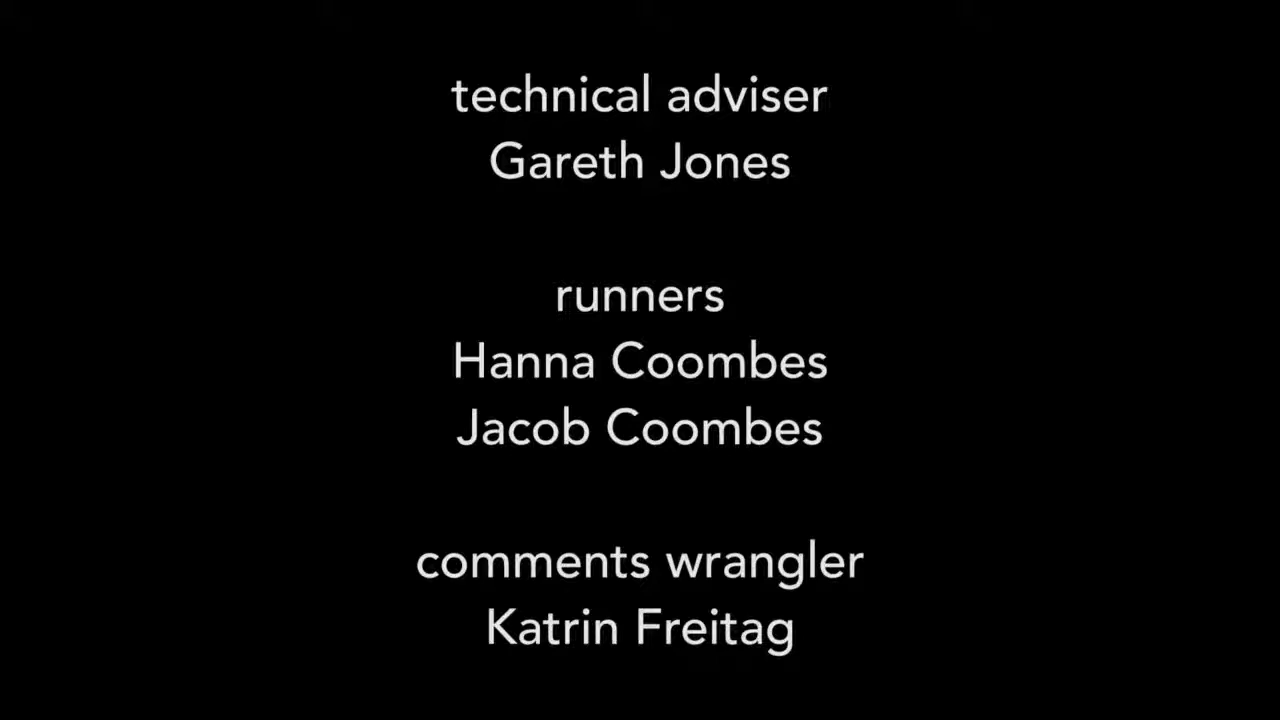 technical adviser
Gareth Jones
runners
Hanna Coombes
Jacob Coombes
comments wrangler
Katrin Freitag